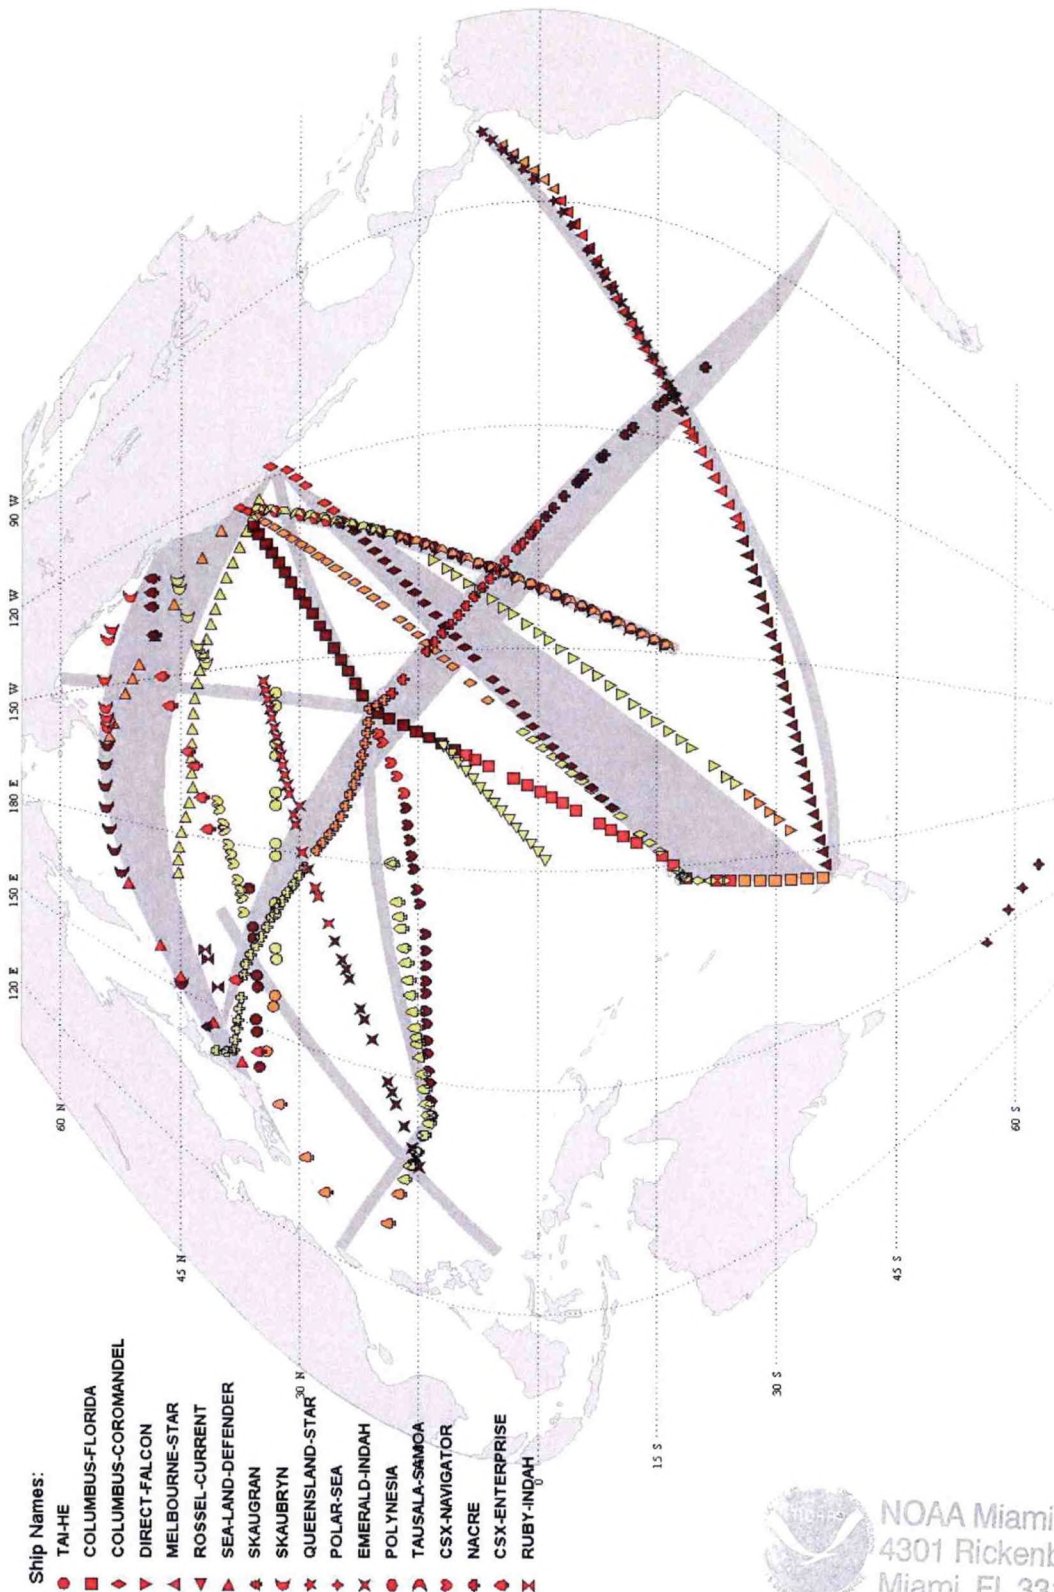 Ship Names:
TAI-HE
COLUMBUS-FLORIDA
COLUMBUS-COROMANDEL
DIRECT-FALCON
MELBOURNE-STAR
ROSSEL-CURRENT
SEA-LAND-DEFENDER
SKAUGRAN
SKAUBRYN
QUEENSLAND-STAR
POLAR-SEA
EMERALD-INDAH
POLYNESIA
TAUSALA-SAMOA
CSX-NAVIGATOR
NACRE
CSX-ENTERPRISE
RUBY-INDAH
120 E
150 E
180 E
150 W
120 W
90 W
60 N
45 N
30 N
0
15 S
30 S
45 S
60 S
NOAA Miami
4301 Rickenb
Miami, FL 33